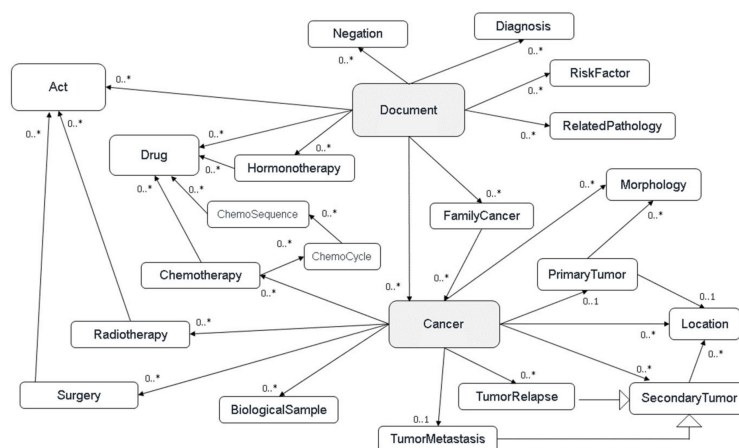 Negation
Diagnosis
0..*
0..*
Act
0..*
0..*
RiskFactor
Document
0..*
0..*
0..*
0..*
0..*
RelatedPathology
Drug
0..*
0..*
Hormonotherapy
0..*
0..*
0..*
Morphology
ChemoSequence
0..*
FamilyCancer
0..*
0..*
ChemoCycle
0..*
PrimaryTumor
Chemotherapy
0..*
0..*
0..*
0..1
0..1
Radiotherapy
0..*
Cancer
0..*
Location
0..*
Surgery
0..*
0..*
0..*
0..*
BiologicalSample
TumorRelapse
SecondaryTumor
0..1
TumorMetastasis